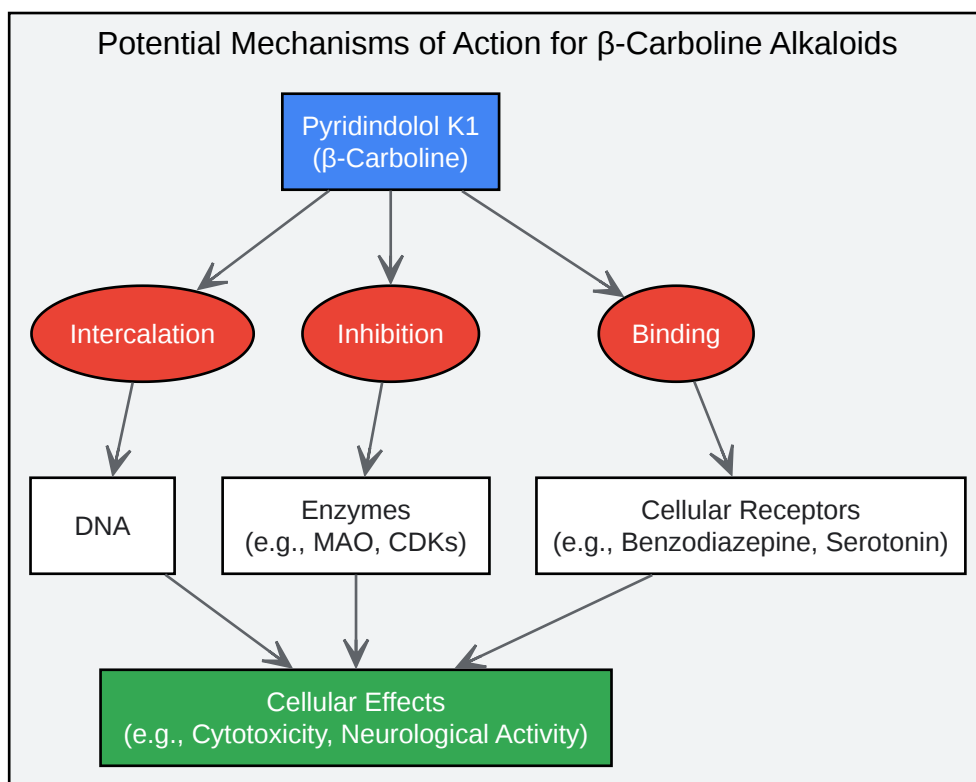 Potential Mechanisms of Action for β-Carboline Alkaloids
Pyridindolol K1
(β-Carboline)
Intercalation
Inhibition
Binding
DNA
Enzymes
(e.g., MAO, CDKs)
Cellular Receptors
(e.g., Benzodiazepine, Serotonin)
Cellular Effects
(e.g., Cytotoxicity, Neurological Activity)